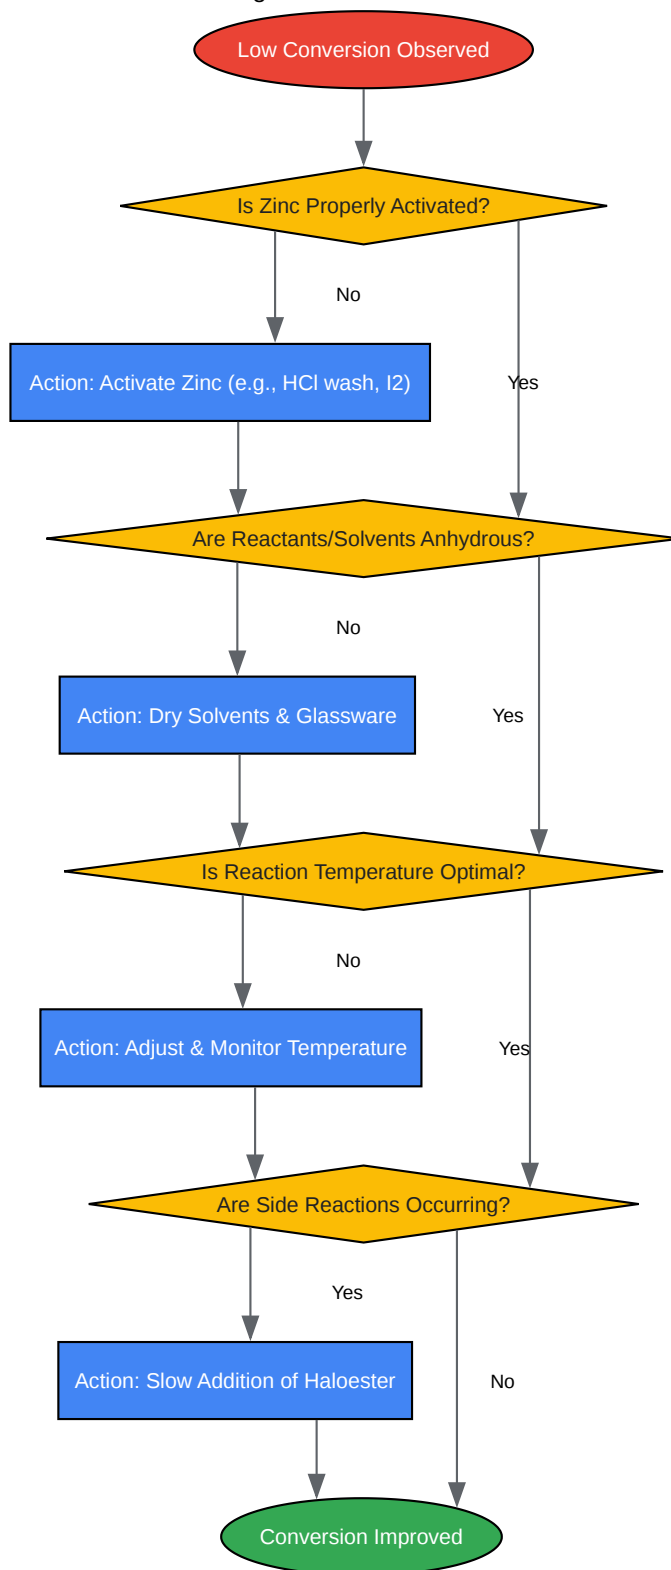 Low Conversion Observed
Is Zinc Properly Activated?
No
Action: Activate Zinc (e.g., HCl wash, I2)
Yes
Are Reactants/Solvents Anhydrous?
No
Action: Dry Solvents & Glassware
Yes
Is Reaction Temperature Optimal?
No
Action: Adjust & Monitor Temperature
Yes
Are Side Reactions Occurring?
Yes
Action: Slow Addition of Haloester
No
Conversion Improved